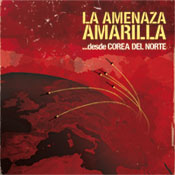 LA AMENAZA
AMARILLA
...desde COREA DEL NORTE